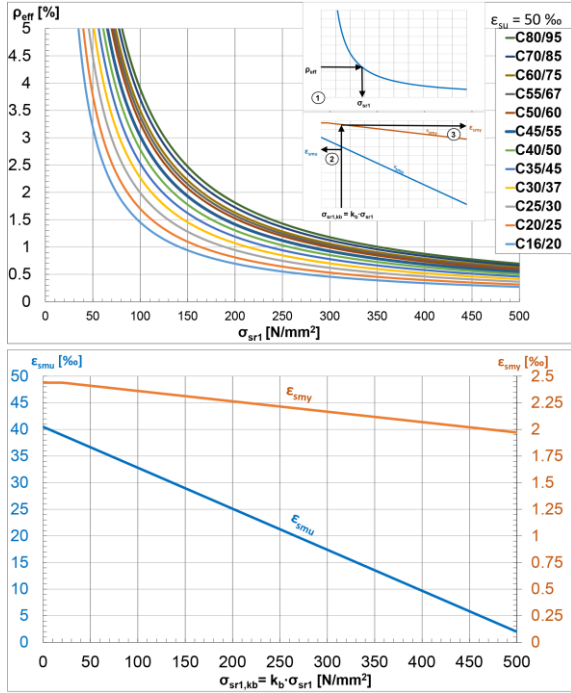 ρeff [%]
εsu = 50 ‰
5
4.5
4
3.5
3
2.5
2
1.5
1
0.5
0
0 50 100 150 200 250 300 350 400 450 500
σsr1 [N/mm²]
C80/95
C70/85
C60/75
C55/67
C50/60
C45/55
C40/50
C35/45
C30/37
C25/30
C20/25
C16/20
ρeff
σsr1
1
εsmy
3
εsmy
εsmu
2
εsmu
σsr1,kb = kb·σsr1
εsmu [‰]
εsmy [‰]
50
45
40
35
30
25
20
15
10
5
0
2.5
2.25
2
1.75
1.5
1.25
1
0.75
0.5
0.25
0
εsmy
εsmu
0 50 100 150 200 250 300 350 400 450 500
σsr1,kb= kb·σsr1 [N/mm²]